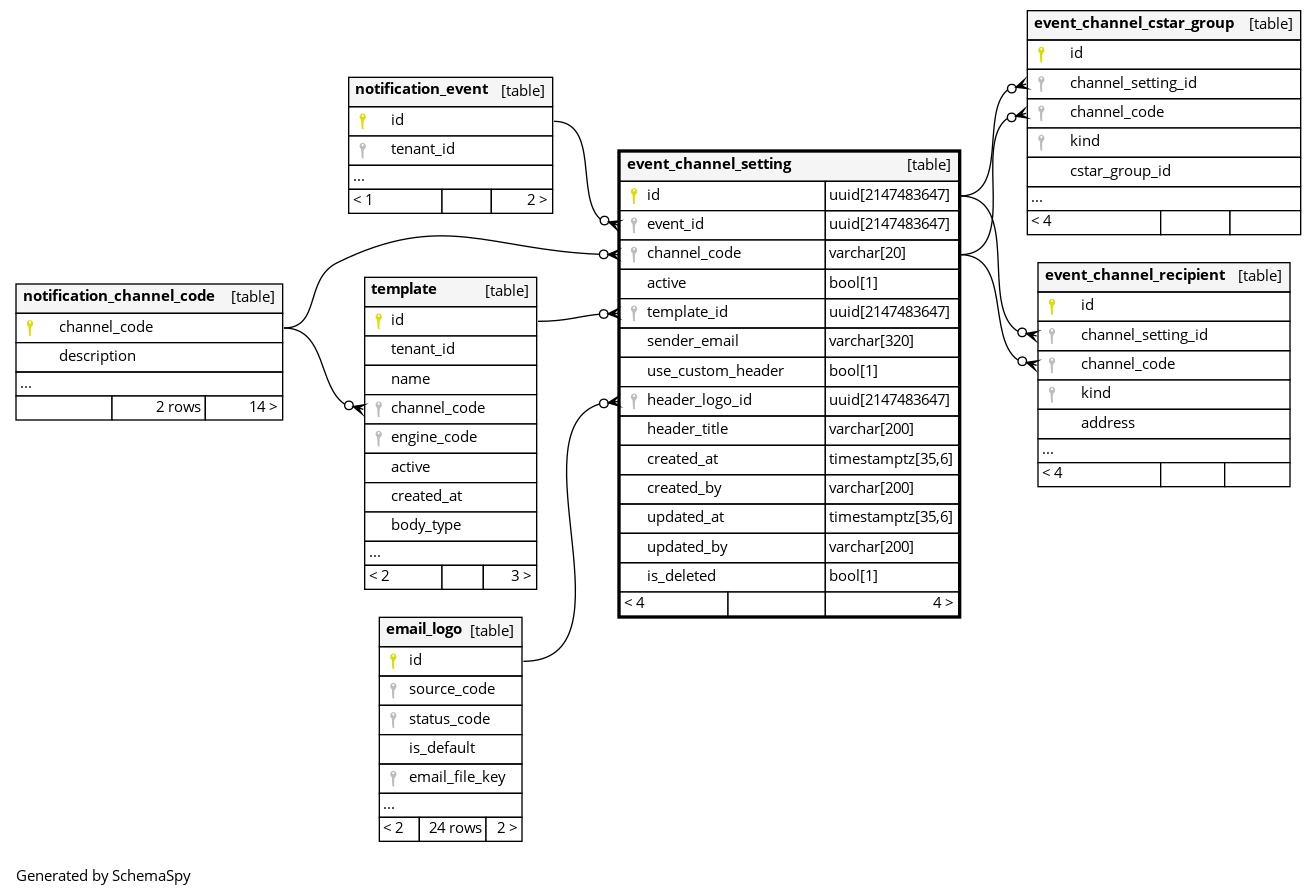 notification_channel_code [table]
channel_code
description
...
2 rows 14 >
notification_event [table]
id
tenant_id
...
< 1 2 >
template [table]
id
tenant_id
name
channel_code
engine_code
active
created_at
body_type
...
< 2 3 >
email_logo [table]
id
source_code
status_code
is_default
email_file_key
...
< 2 24 rows 2 >
event_channel_setting [table]
id uuid[2147483647]
event_id uuid[2147483647]
channel_code varchar[20]
active bool[1]
template_id uuid[2147483647]
sender_email varchar[320]
use_custom_header bool[1]
header_logo_id uuid[2147483647]
header_title varchar[200]
created_at timestamptz[35,6]
created_by varchar[200]
updated_at timestamptz[35,6]
updated_by varchar[200]
is_deleted bool[1]
< 4 4 >
event_channel_cstar_group [table]
id
channel_setting_id
channel_code
kind
cstar_group_id
...
< 4
event_channel_recipient [table]
id
channel_setting_id
channel_code
kind
address
...
< 4
Generated by SchemaSpy